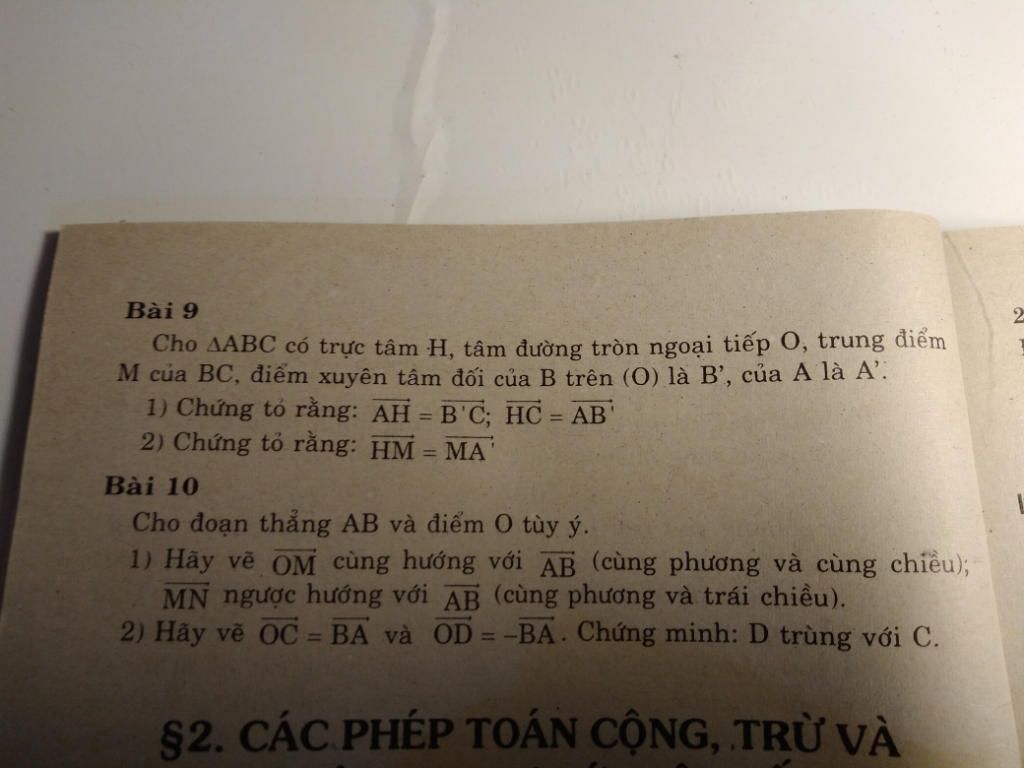 Bài 9
Cho ΔABC có trực tâm H, tâm đường tròn ngoại tiếp O, trung điểm
M của BC, điểm xuyên tâm đối của B trên (O) là B’, của A là A’.
1) Chứng tỏ rằng: AH = B'C; HC = AB'
2) Chứng tỏ rằng: HM = MA'
Bài 10
Cho đoạn thẳng AB và điểm O tùy ý.
1) Hãy vẽ OM cùng hướng với AB (cùng phương và cùng chiều);
MN ngược hướng với AB (cùng phương và trái chiều).
2) Hãy vẽ OC = BA và OD = –BA. Chứng minh: D trùng với C.
§2. CÁC PHÉP TOÁN CỘNG, TRỪ VÀ
2